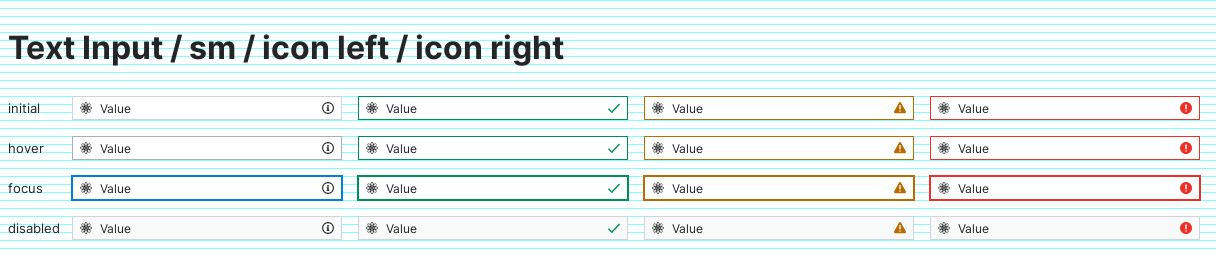 Text Input / sm / icon left / icon right
initial Value Value Value Value
hover Value Value Value Value
focus Value Value Value Value
disabled Value Value Value Value